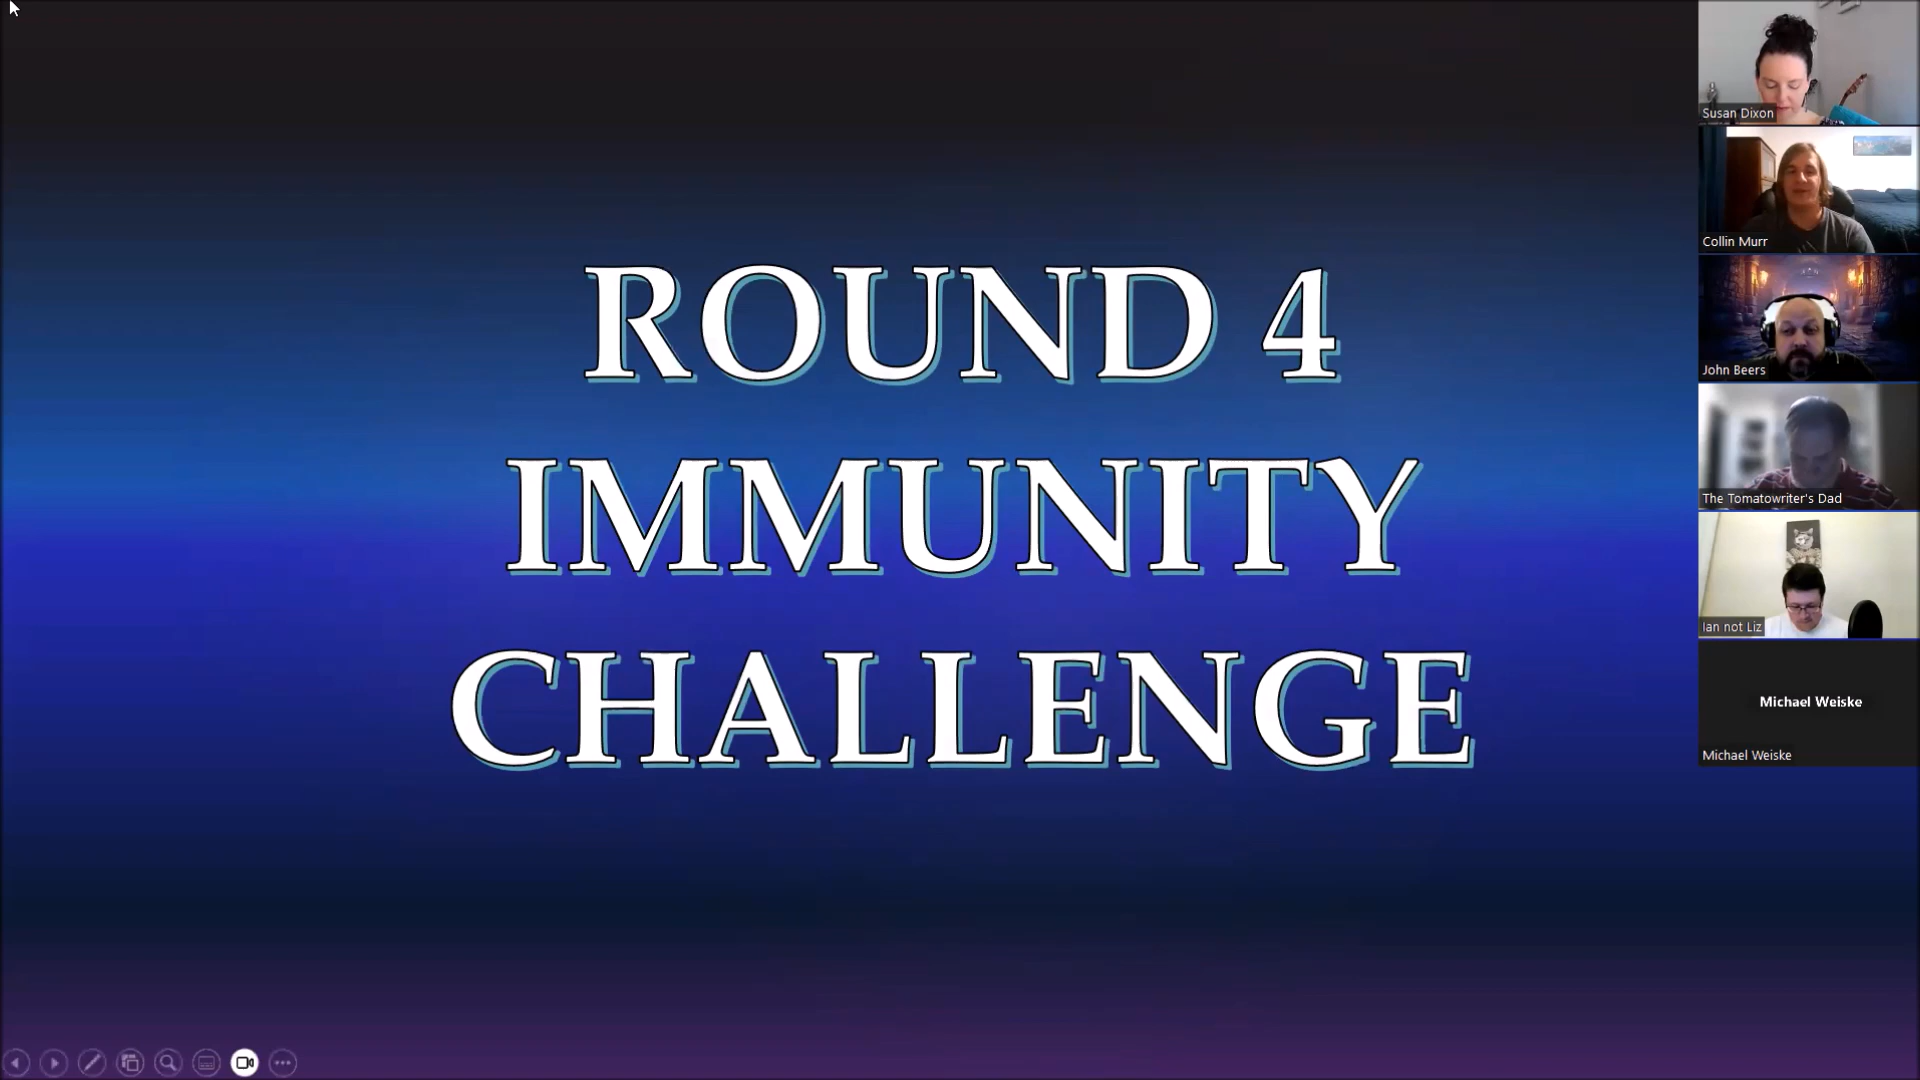 ROUND 4
IMMUNITY
CHALLENGE
Susan Dixon
Collin Murr
John Beers
The Tomatowriter's Dad
Ian not Liz
Michael Weiske
Michael Weiske